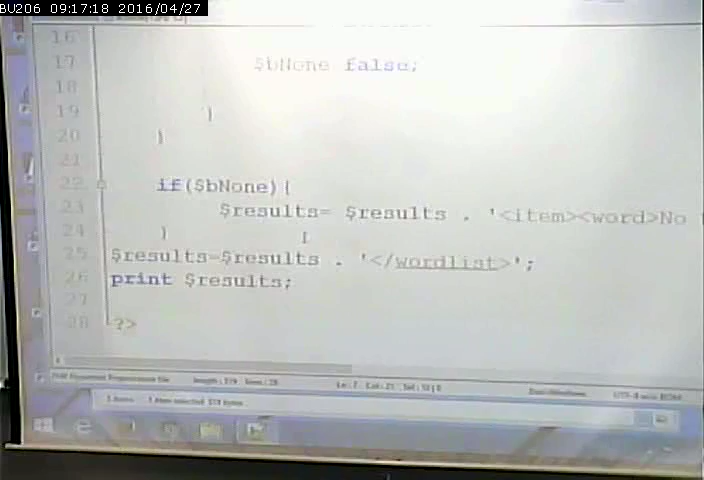 BU206 09:17:18 2016/04/27
16
17 $bNone false;
18
19 }
20 }
21
22 if($bNone){
23 $results= $results . '<item><word>No
24 }
25 $results=$results . '</wordlist>';
26 print $results;
27
28 ?>